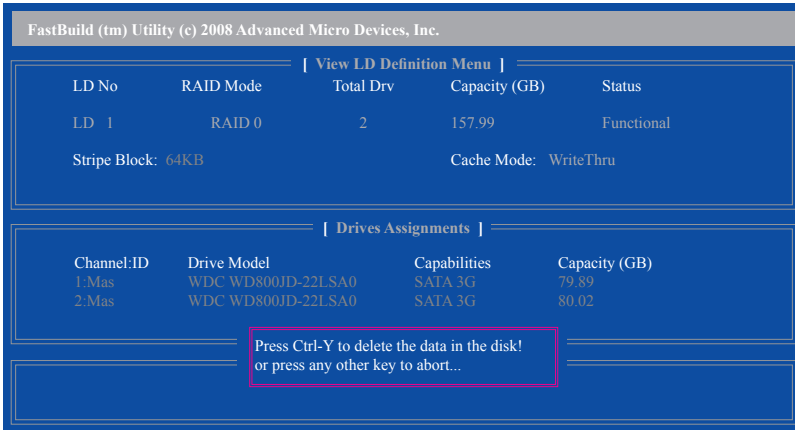 FastBuild (tm) Utility (c) 2008 Advanced Micro Devices, Inc.
[ View LD Definition Menu ]
LD No RAID Mode Total Drv Capacity (GB) Status
LD 1 RAID 0 2 157.99 Functional
Stripe Block: 64KB Cache Mode: WriteThru
[ Drives Assignments ]
Channel:ID Drive Model Capabilities Capacity (GB)
1:Mas WDC WD800JD-22LSA0 SATA 3G 79.89
2:Mas WDC WD800JD-22LSA0 SATA 3G 80.02
Press Ctrl-Y to delete the data in the disk!
or press any other key to abort...